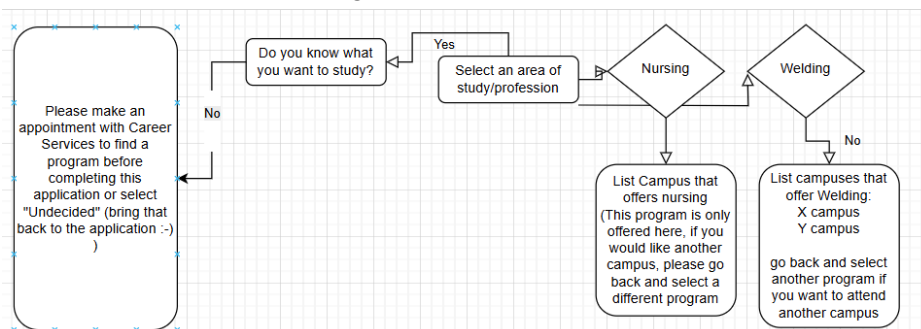 Please make an
appointment with Career
Services to find a
program before
completing this
application or select
"Undecided" (bring that
back to the application :-)
)
No
Do you know what
you want to study?
Yes
Select an area of
study/profession
Nursing
Welding
No
List Campus that
offers nursing
(This program is only
offered here, if you
would like another
campus, please go
back and select a
different program
List campuses that
offer Welding:
X campus
Y campus
go back and select
another program if
you want to attend
another campus